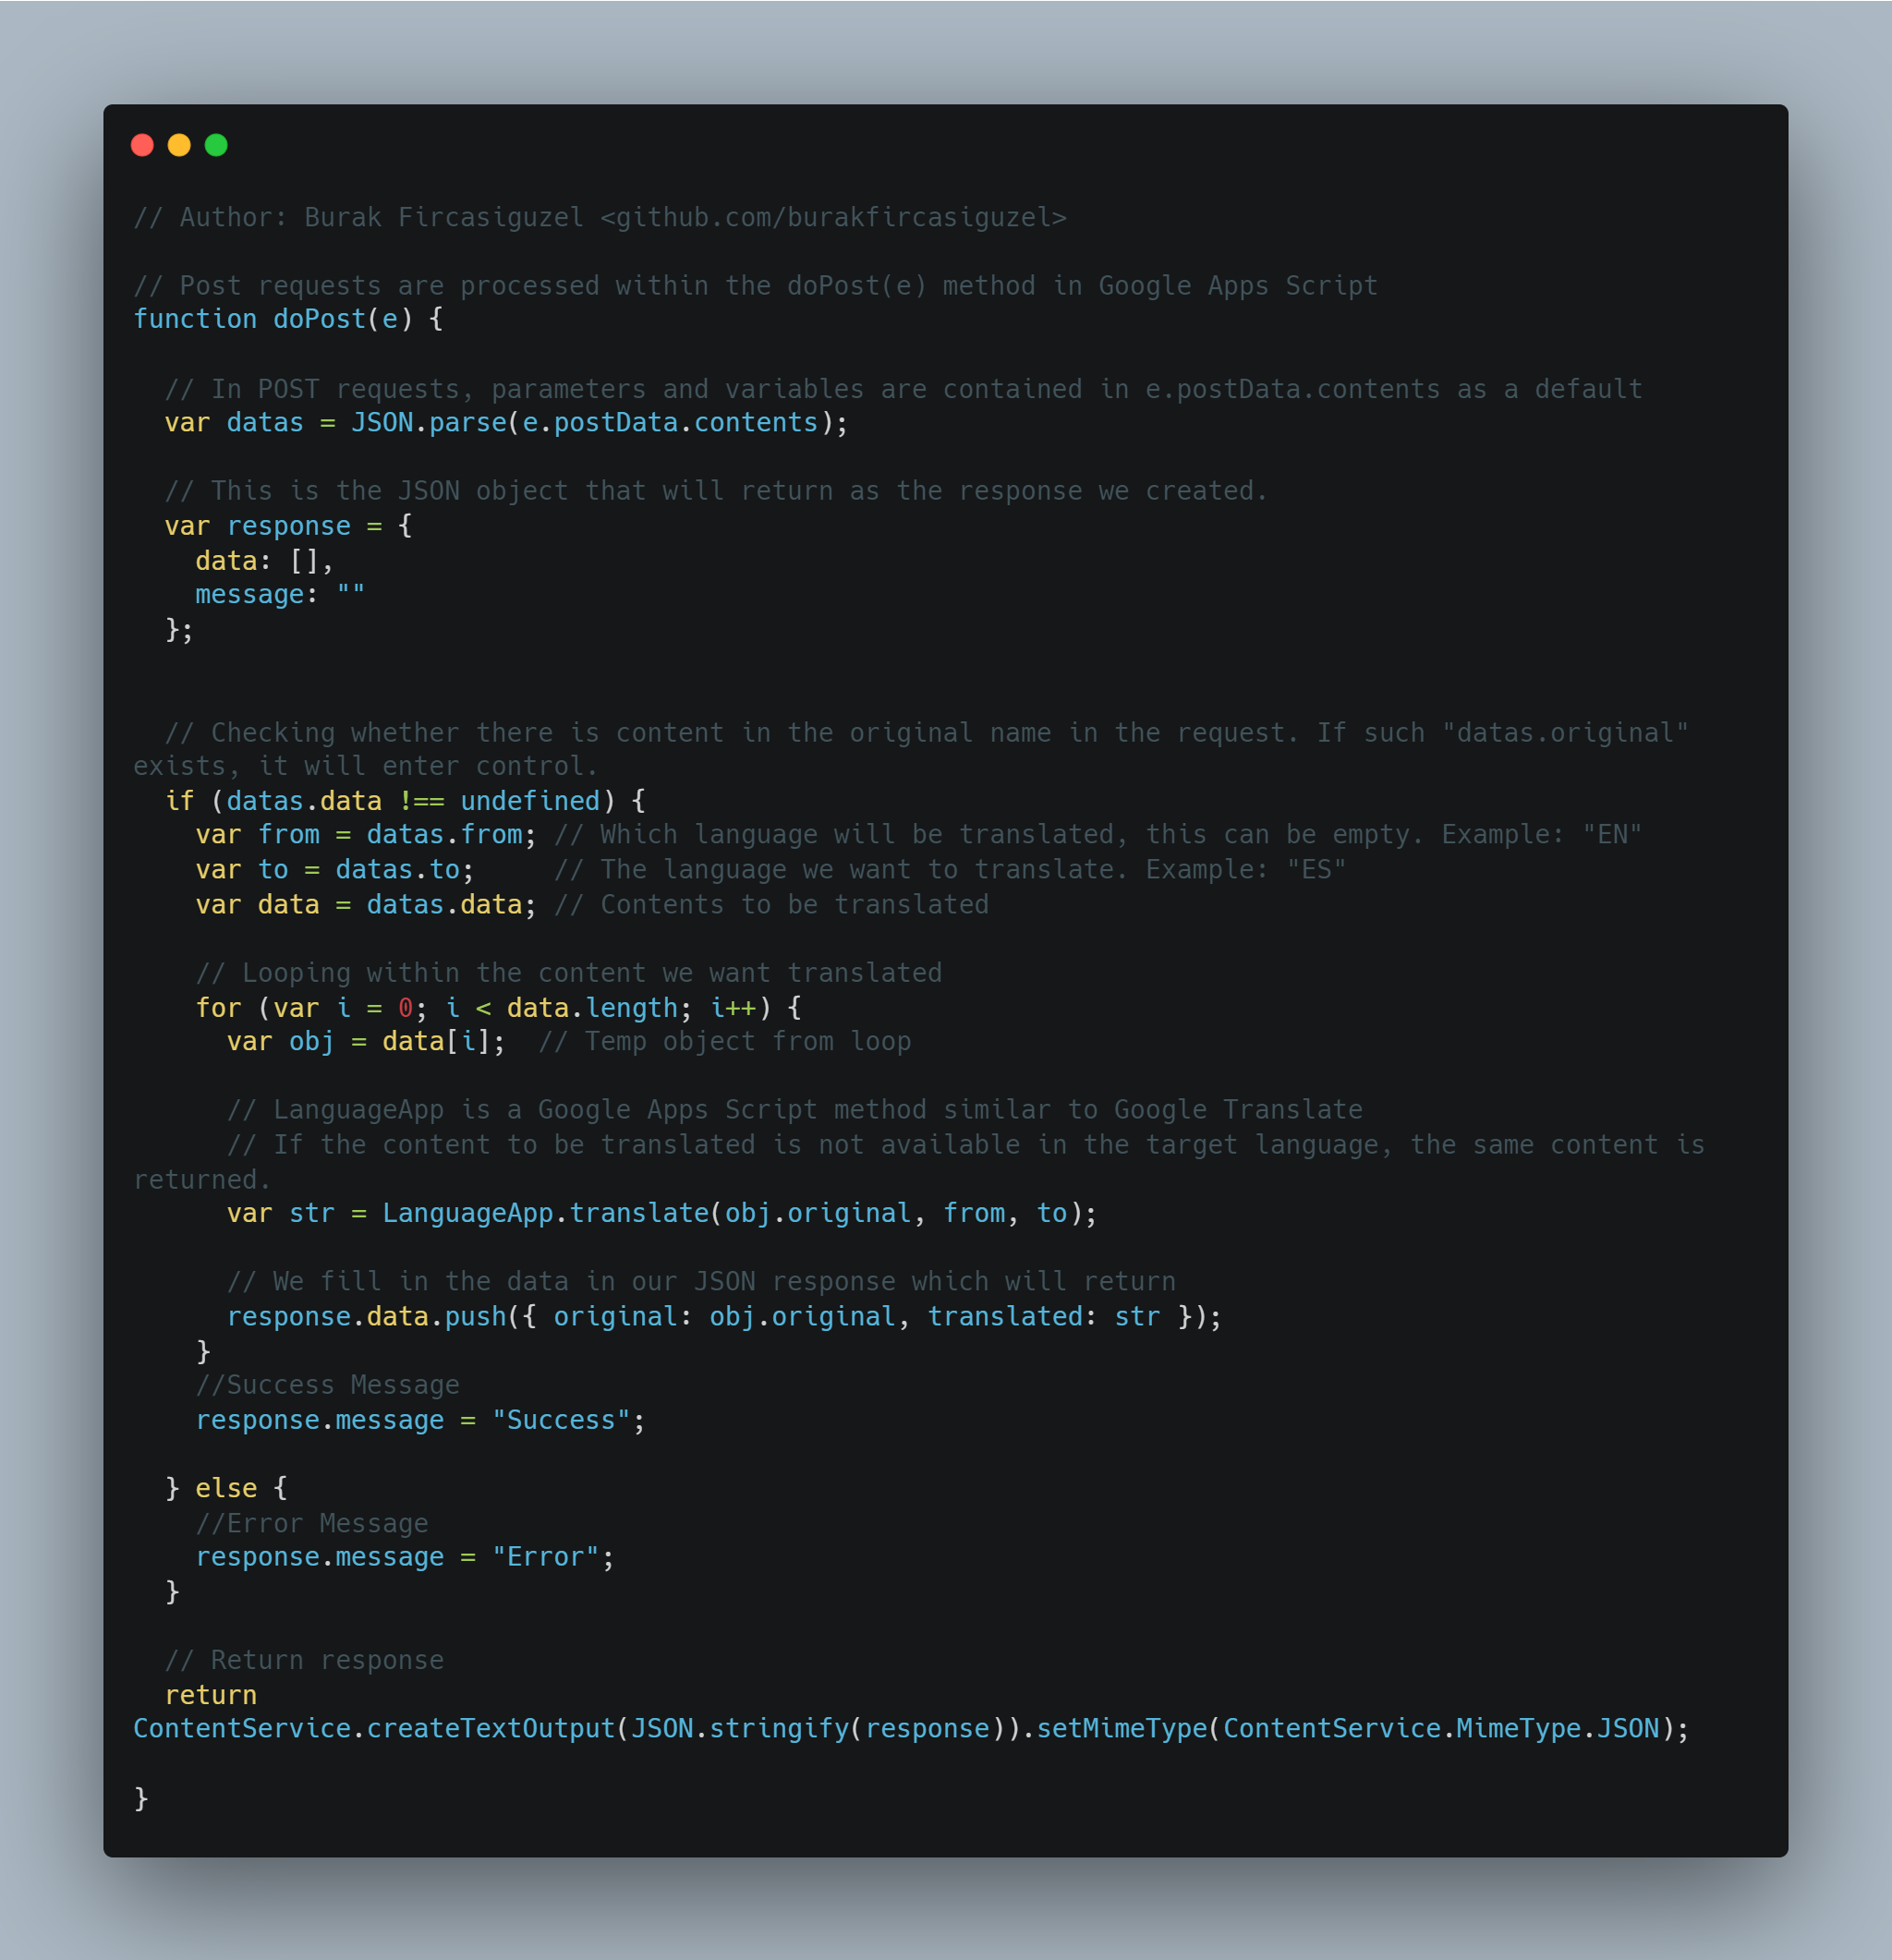 // Author: Burak Fircasiguzel <github.com/burakfircasiguzel>
// Post requests are processed within the doPost(e) method in Google Apps Script
function doPost(e) {
// In POST requests, parameters and variables are contained in e.postData.contents as a default
var datas = JSON.parse(e.postData.contents);
// This is the JSON object that will return as the response we created.
var response = {
data: [],
message: ""
};
// Checking whether there is content in the original name in the request. If such "datas.original"
exists, it will enter control.
if (datas.data !== undefined) {
var from = datas.from; // Which language will be translated, this can be empty. Example: "EN"
var to = datas.to;     // The language we want to translate. Example: "ES"
var data = datas.data; // Contents to be translated
// Looping within the content we want translated
for (var i = 0; i < data.length; i++) {
var obj = data[i];  // Temp object from loop
// LanguageApp is a Google Apps Script method similar to Google Translate
// If the content to be translated is not available in the target language, the same content is
returned.
var str = LanguageApp.translate(obj.original, from, to);
// We fill in the data in our JSON response which will return
response.data.push({ original: obj.original, translated: str });
}
//Success Message
response.message = "Success";
} else {
//Error Message
response.message = "Error";
}
// Return response
return
ContentService.createTextOutput(JSON.stringify(response)).setMimeType(ContentService.MimeType.JSON);
}